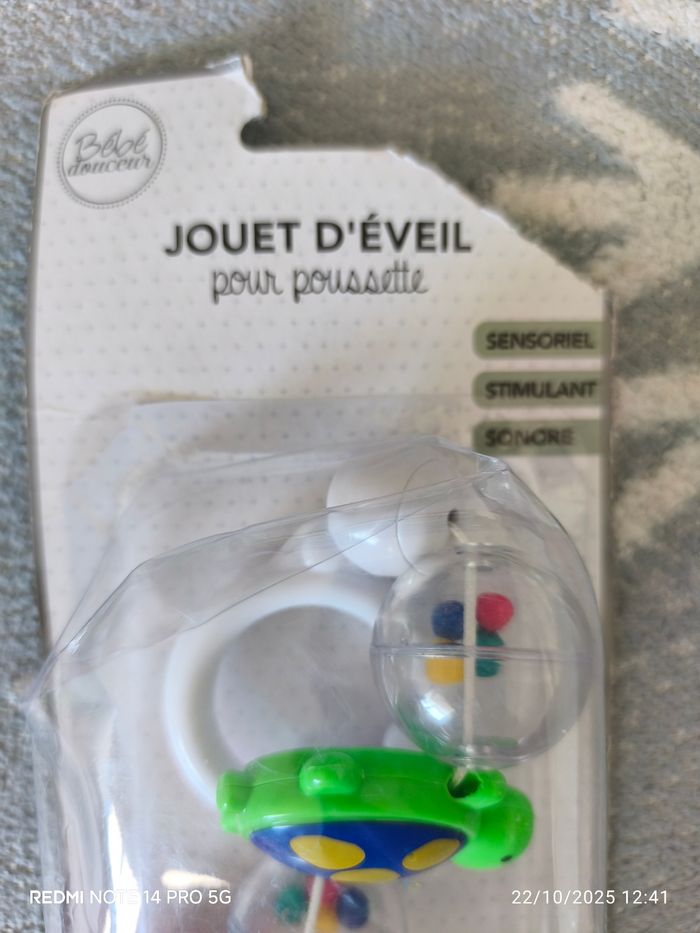 Bébé
douceur
JOUET D'ÉVEIL
pour poussette
SENSORIEL
STIMULANT
SONORE
REDMI NOTE 14 PRO 5G
22/10/2025 12:41